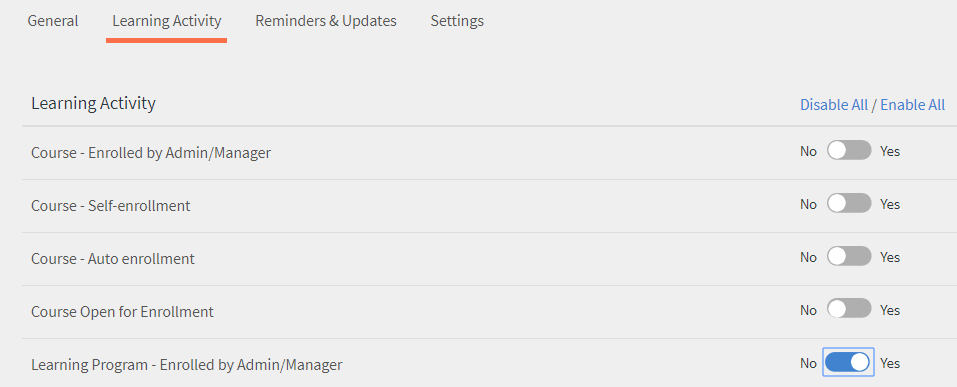 General Learning Activity Reminders & Updates Settings
Learning Activity Disable All / Enable All
Course - Enrolled by Admin/Manager No Yes
Course - Self-enrollment No Yes
Course - Auto enrollment No Yes
Course Open for Enrollment No Yes
Learning Program - Enrolled by Admin/Manager No Yes